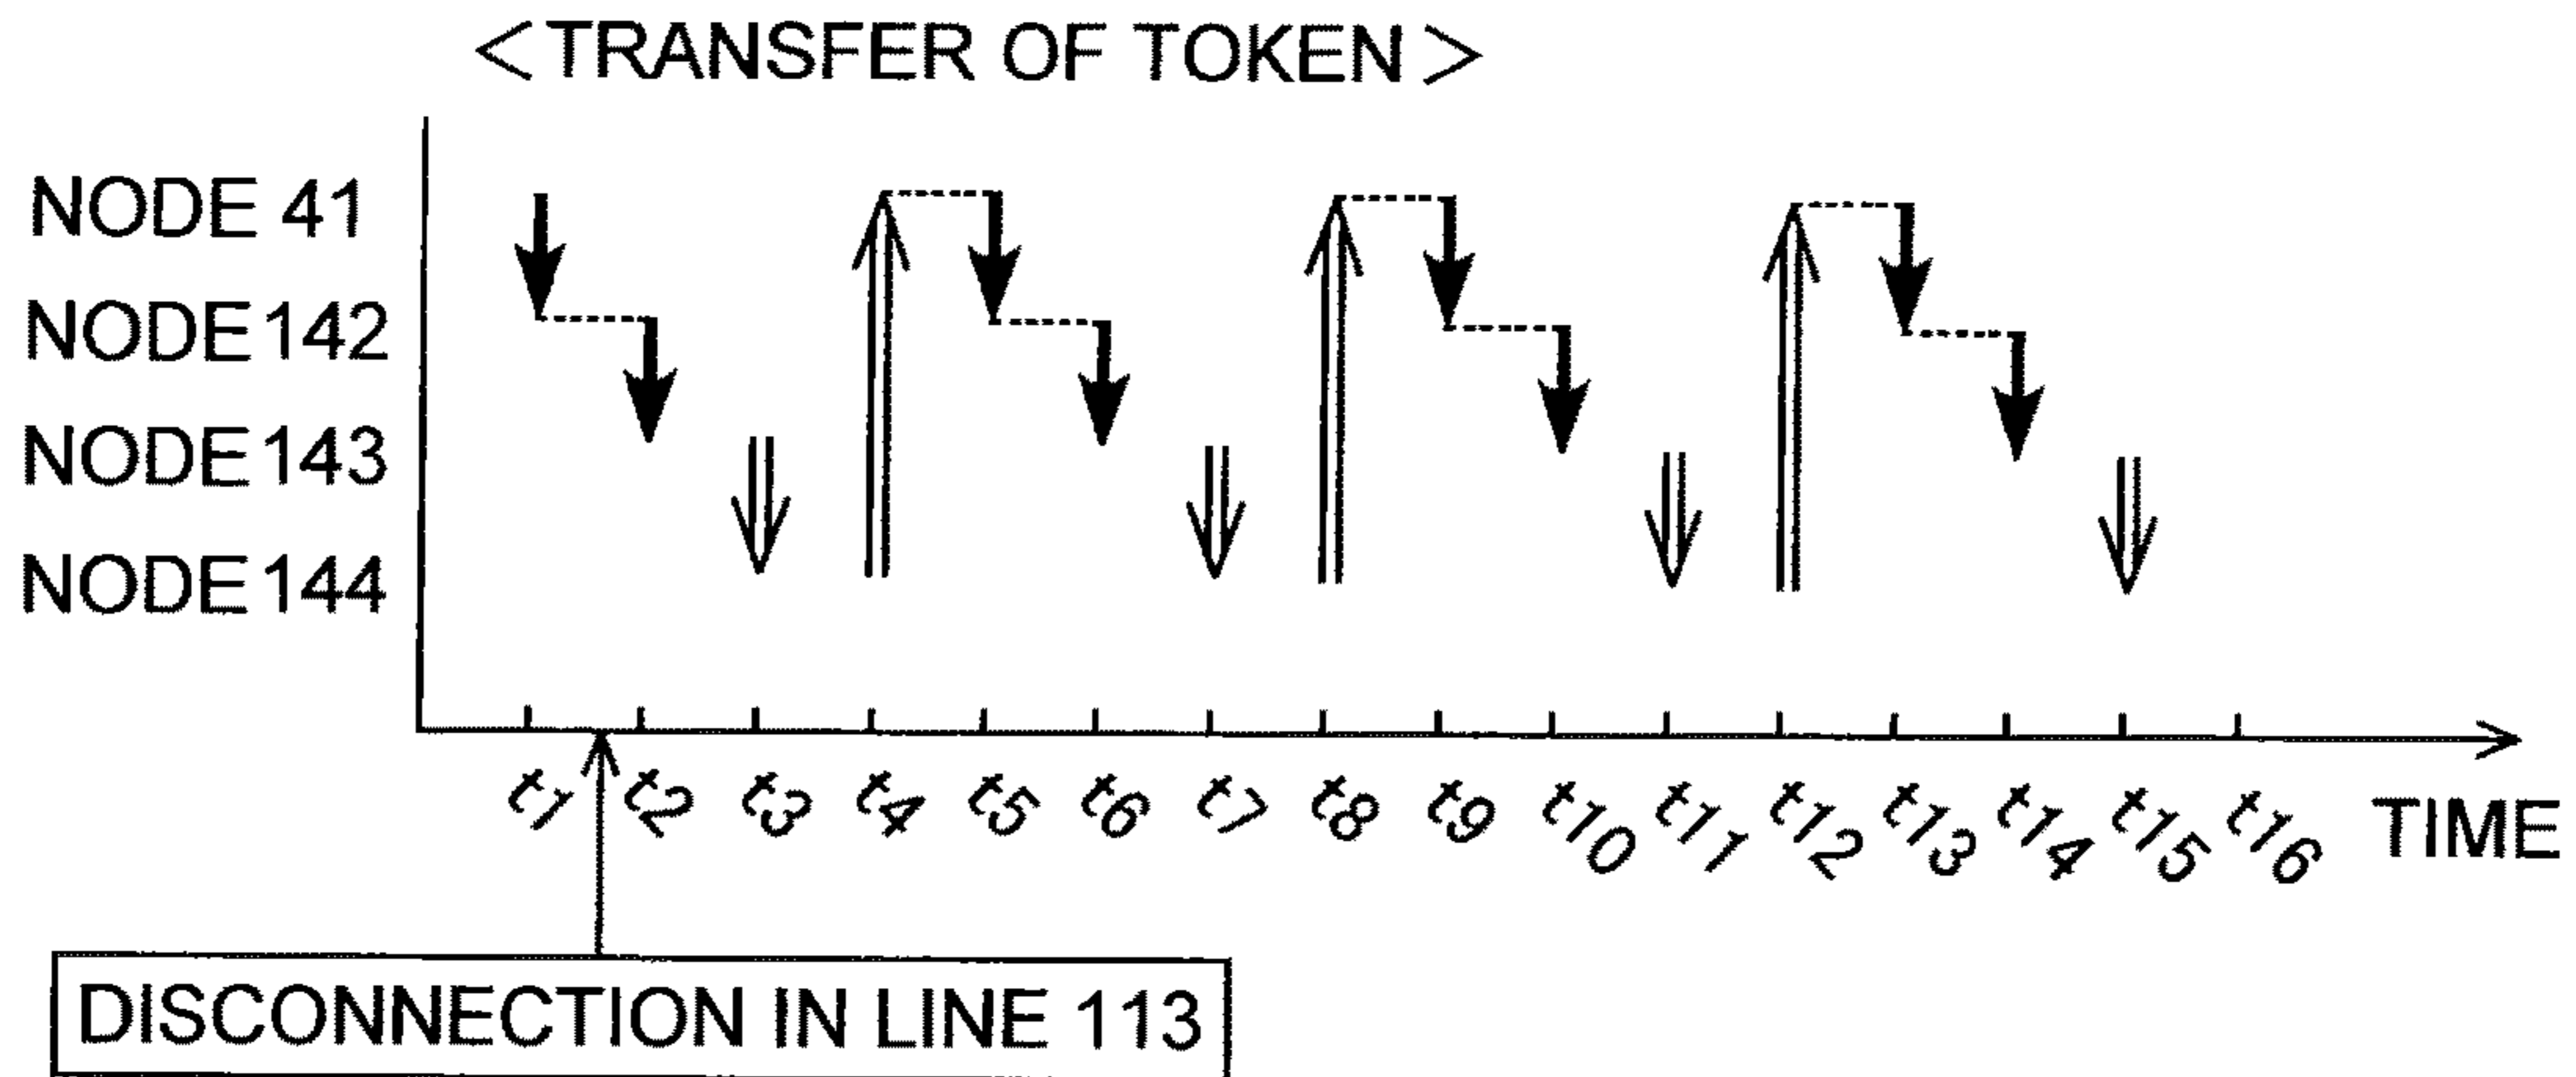 <TRANSFER OF TOKEN>
NODE 41
NODE 142
NODE 143
NODE 144
t1 t2 t3 t4 t5 t6 t7 t8 t9 t10 t11 t12 t13 t14 t15 t16 TIME
DISCONNECTION IN LINE 113